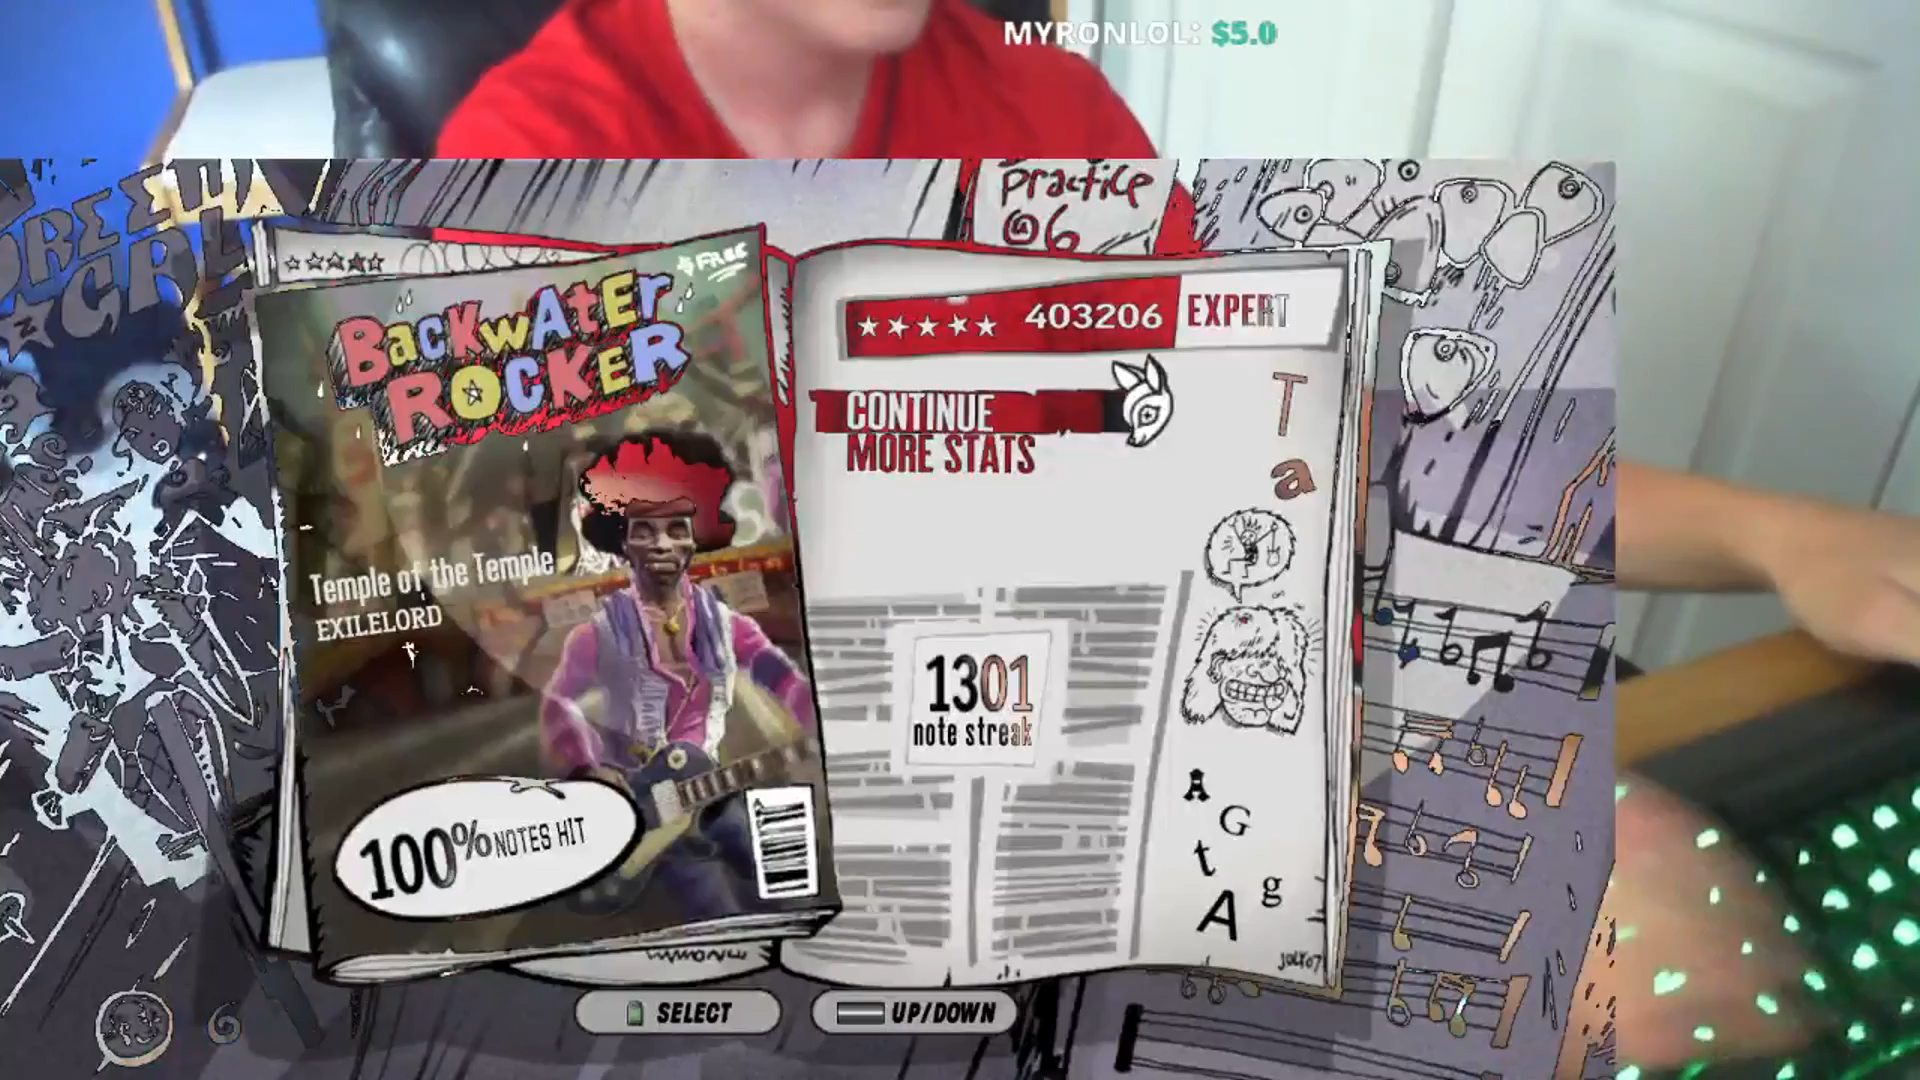 MYRONLOL: $5.0
Practice
@6
$ FREE
BACKWATER
ROCKER
403206
EXPERT
CONTINUE
MORE STATS
T
a
Temple of the Temple
EXILELORD
1301
note streak
A
G
t
g
A
100% NOTES HIT
SELECT
UP/DOWN